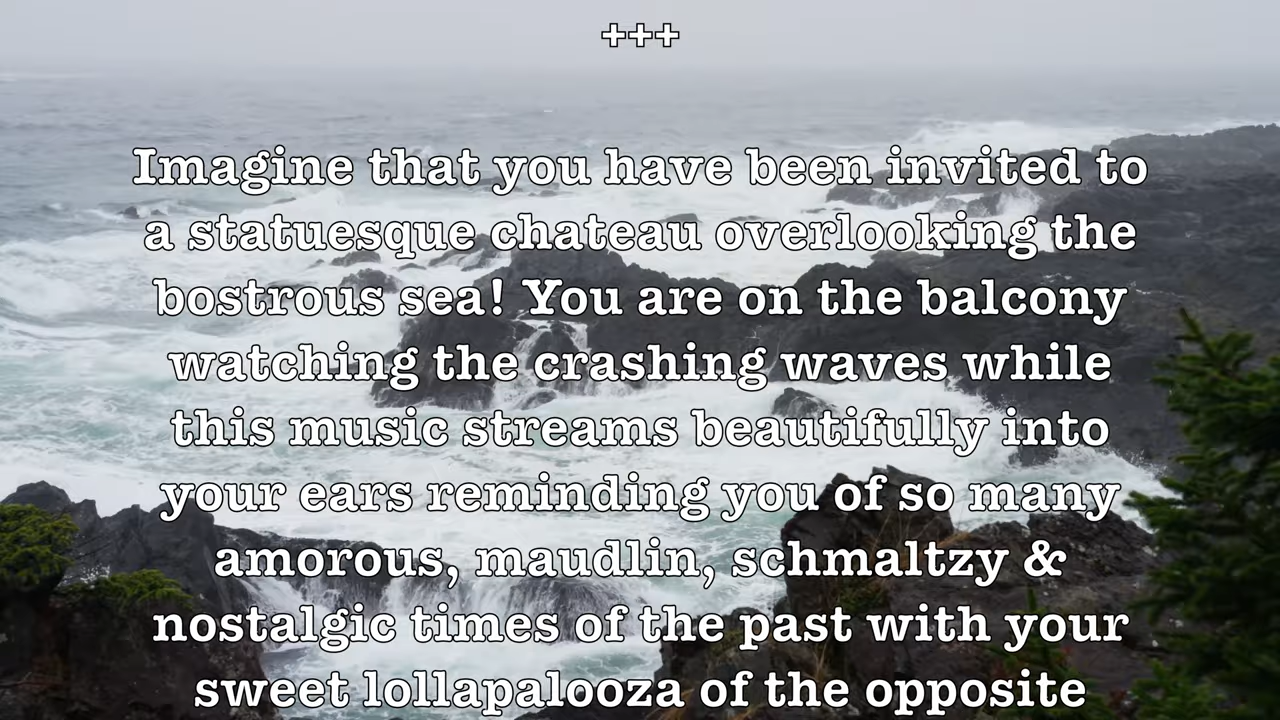 +++
Imagine that you have been invited to
a statuesque chateau overlooking the
bostrous sea! You are on the balcony
watching the crashing waves while
this music streams beautifully into
your ears reminding you of so many
amorous, maudlin, schmaltzy &
nostalgic times of the past with your
sweet lollapalooza of the opposite